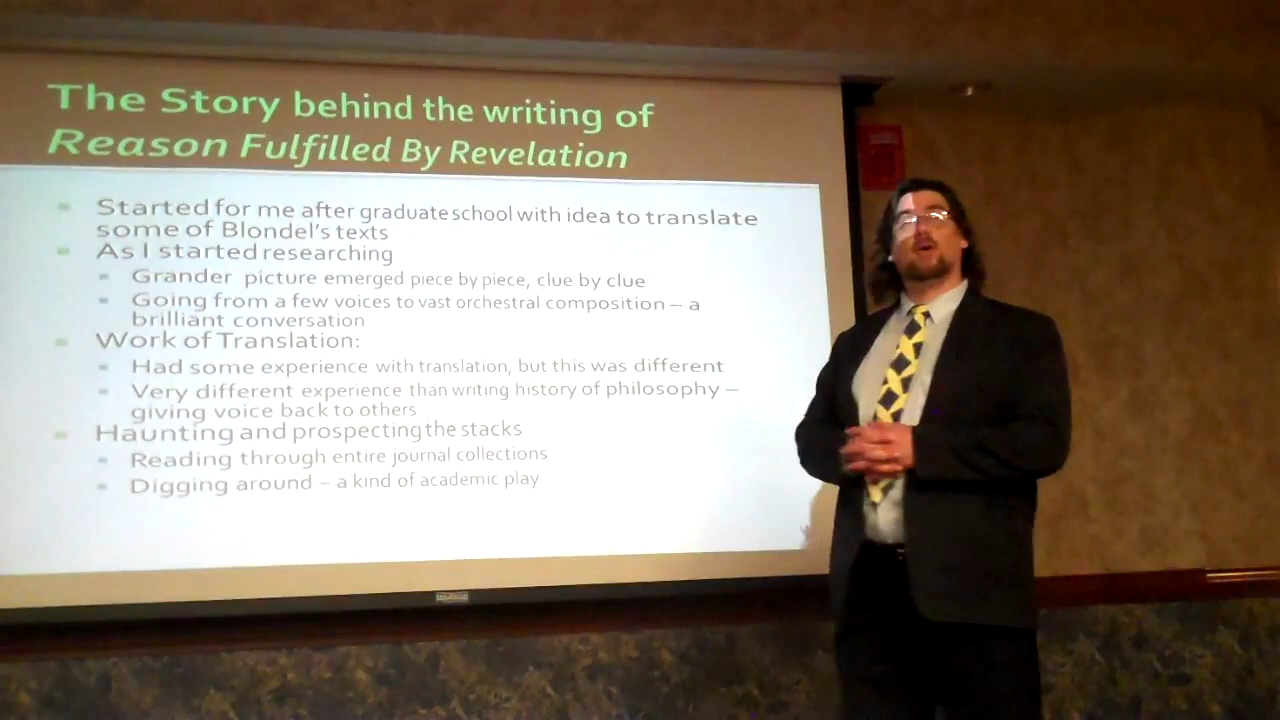 The Story behind the writing of
Reason Fulfilled By Revelation
Started for me after graduate school with idea to translate
some of Blondel's texts
As I started researching
Grander picture emerged piece by piece, clue by clue
Going from a few voices to vast orchestral composition – a
brilliant conversation
Work of Translation:
Had some experience with translation, but this was different
Very different experience than writing history of philosophy –
giving voice back to others
Haunting and prospecting the stacks
Reading through entire journal collections
Digging around – a kind of academic play